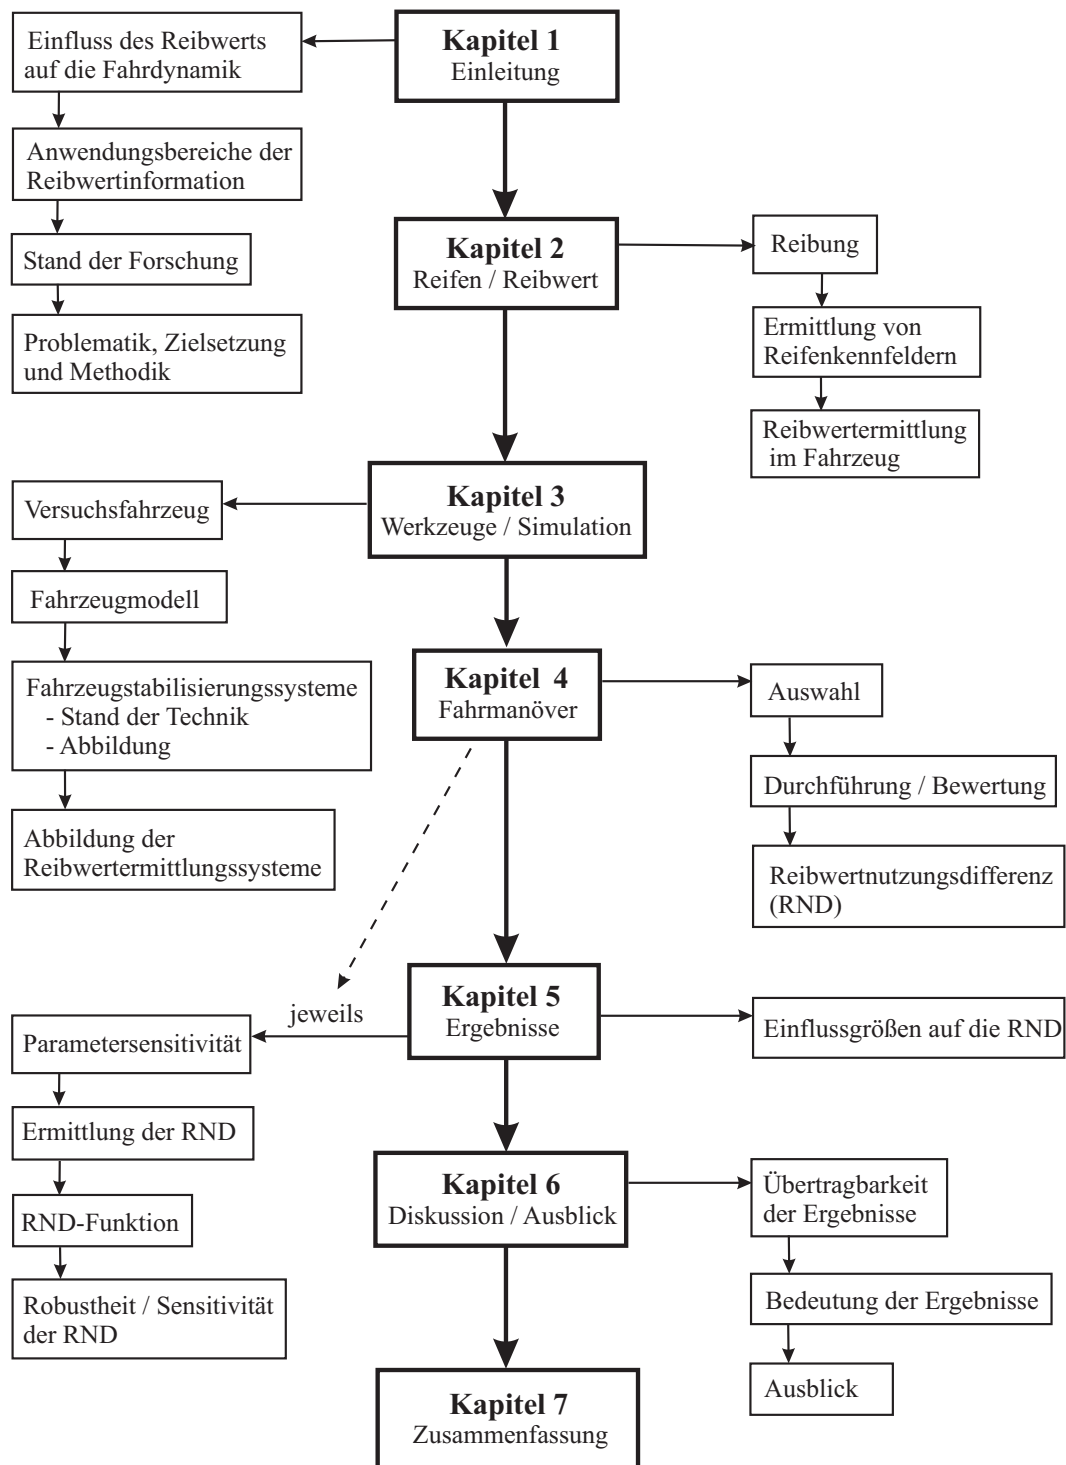 Kapitel 1
Einleitung
Einfluss des Reibwerts
auf die Fahrdynamik
Anwendungsbereiche der
Reibwertinformation
Stand der Forschung
Problematik, Zielsetzung
und Methodik
Kapitel 2
Reifen / Reibwert
Reibung
Ermittlung von
Reifenkennfeldern
Reibwertermittlung
im Fahrzeug
Kapitel 3
Werkzeuge / Simulation
Versuchsfahrzeug
Fahrzeugmodell
Fahrzeugstabilisierungssysteme
- Stand der Technik
- Abbildung
Abbildung der
Reibwertermittlungssysteme
Kapitel 4
Fahrmanöver
Auswahl
Durchführung / Bewertung
Reibwertnutzungsdifferenz
(RND)
jeweils
Kapitel 5
Ergebnisse
Parametersensitivität
Ermittlung der RND
RND-Funktion
Robustheit / Sensitivität
der RND
Einflussgrößen auf die RND
Kapitel 6
Diskussion / Ausblick
Übertragbarkeit
der Ergebnisse
Bedeutung der Ergebnisse
Ausblick
Kapitel 7
Zusammenfassung